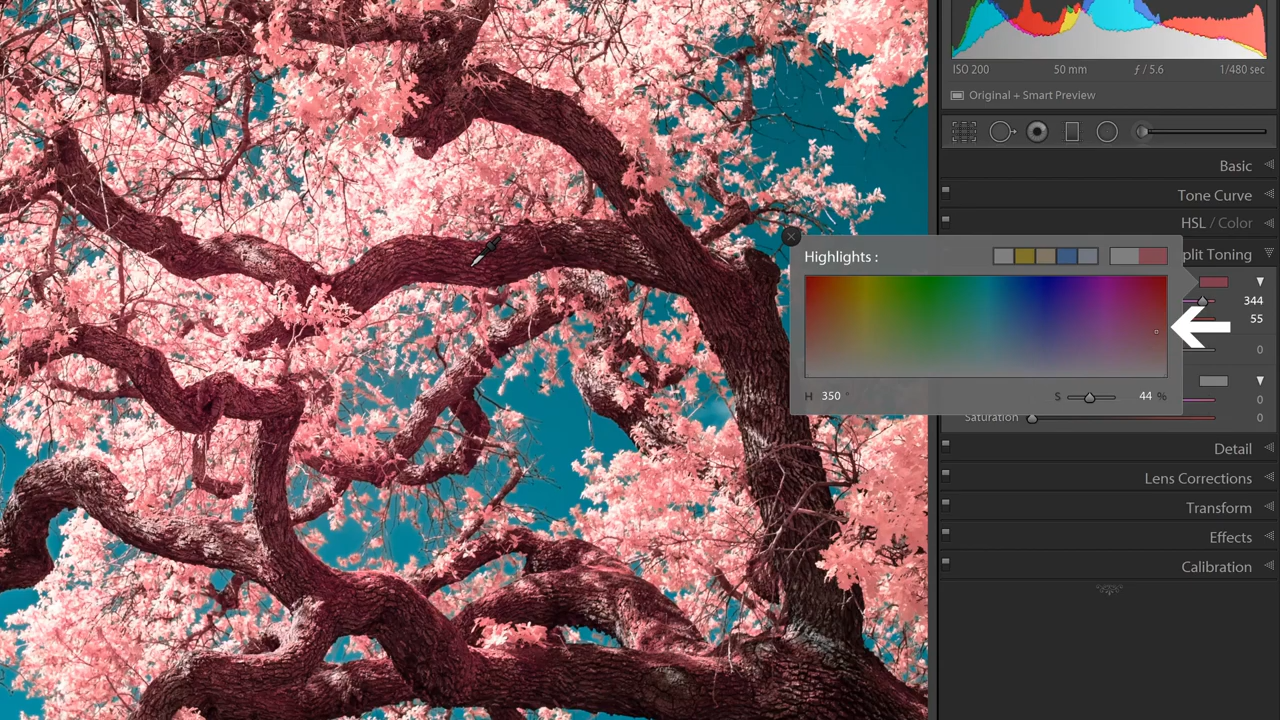 ISO 200 50 mm ƒ / 5.6 1/480 sec
Original + Smart Preview
Basic
Tone Curve
HSL / Color
plit Toning
Highlights :
344
55
0
H 350 ° S 44 %
0
Saturation 0
Detail
Lens Corrections
Transform
Effects
Calibration